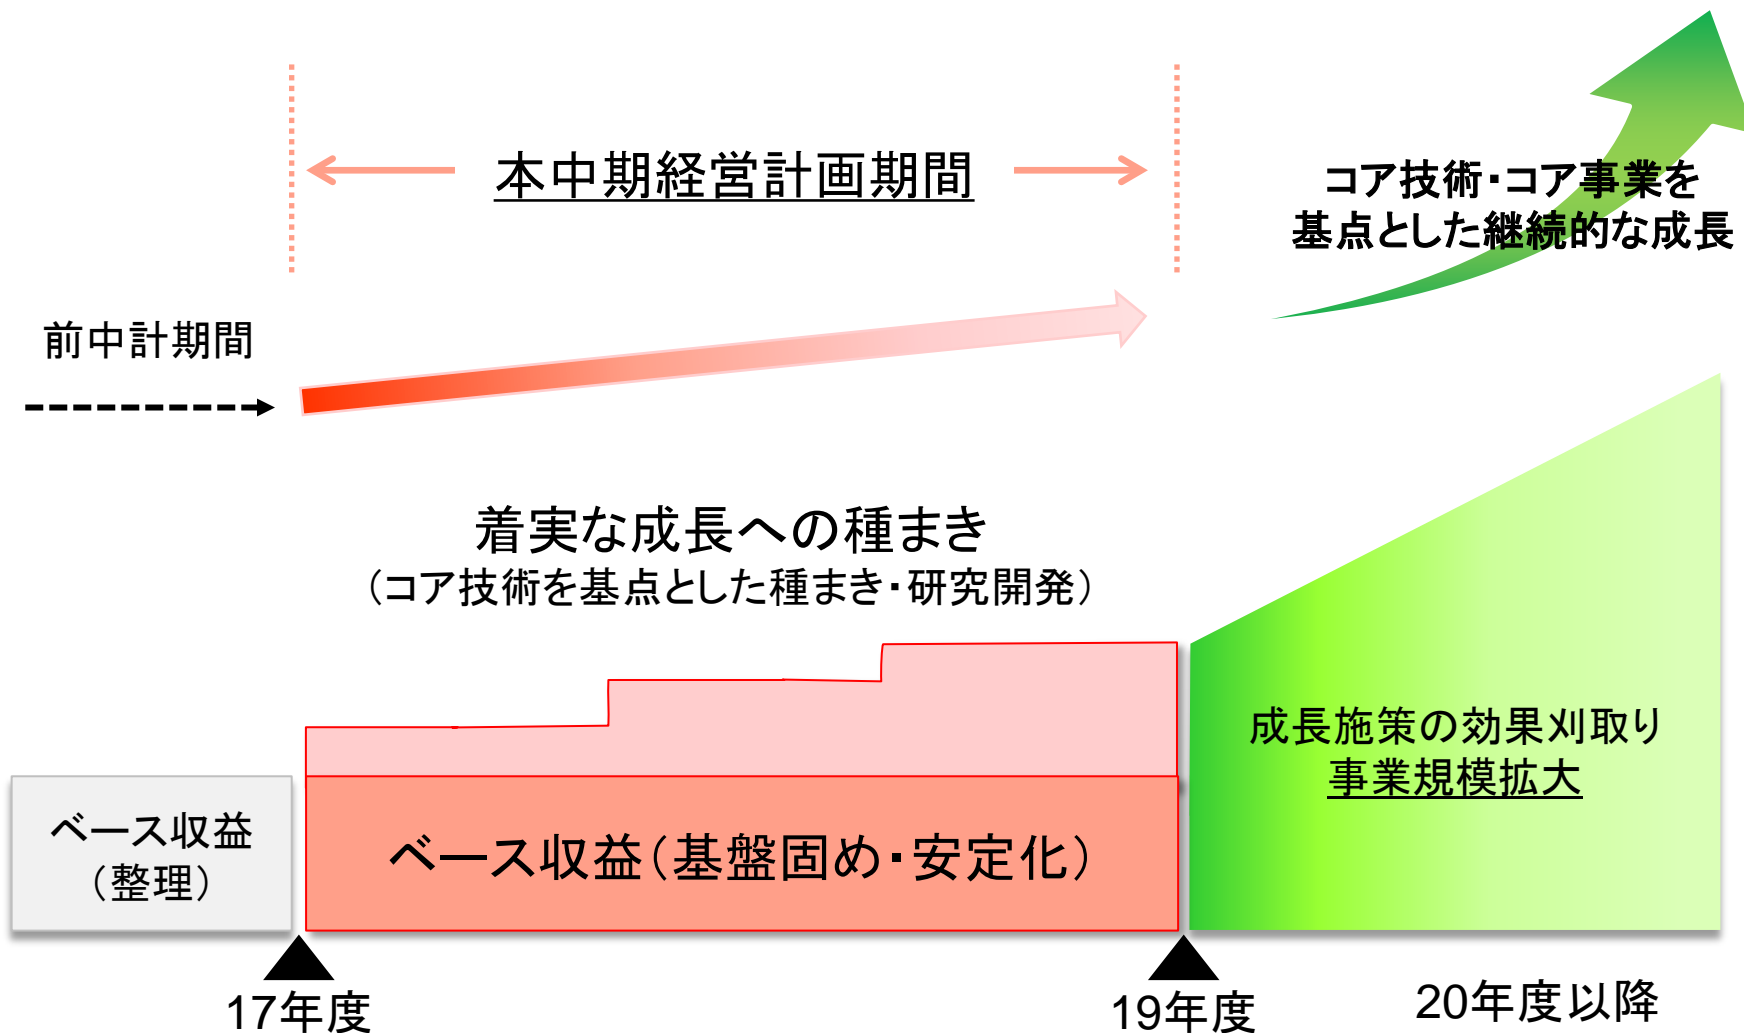 本中期経営計画期間
コア技術・コア事業を
基点とした継続的な成長
前中計期間
着実な成長への種まき
（コア技術を基点とした種まき・研究開発）
成長施策の効果刈取り
事業規模拡大
ベース収益
（整理）
ベース収益（基盤固め・安定化）
17年度
19年度
20年度以降